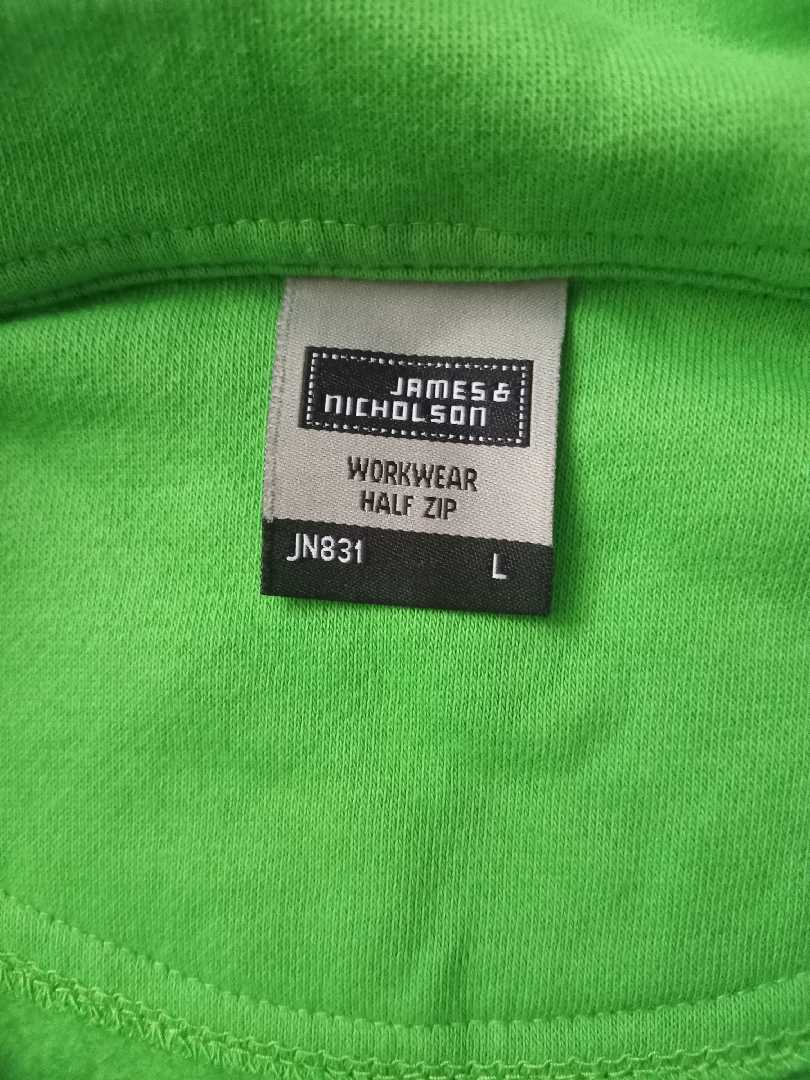 JAMES &
NICHOLSON
WORKWEAR
HALF ZIP
JN831 L